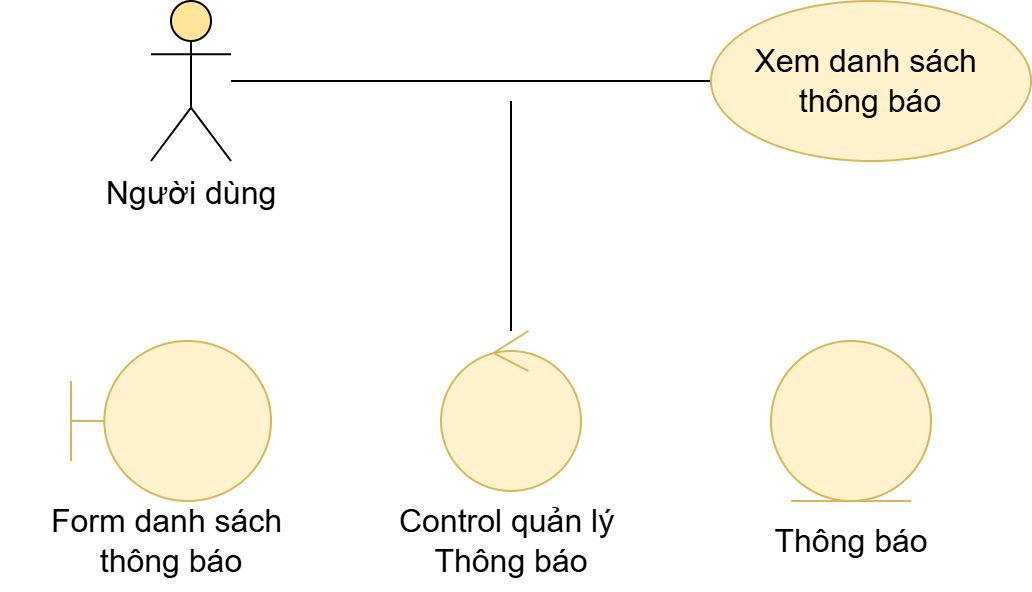 Xem danh sách
thông báo
Người dùng
Form danh sách
thông báo
Control quản lý
Thông báo
Thông báo